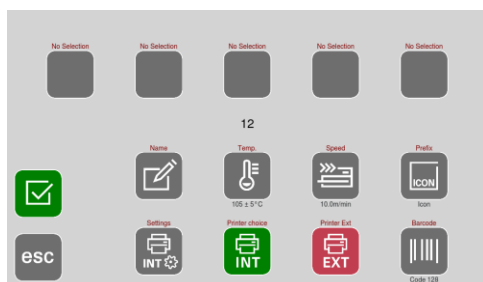 No Selection No Selection No Selection No Selection No Selection
12
Name Temp. Speed Prefix
ICON
105 ± 5°C 10.0m/min Icon
Settings Printer choice Printer Ext Barcode
esc INT INT EXT
Code 128